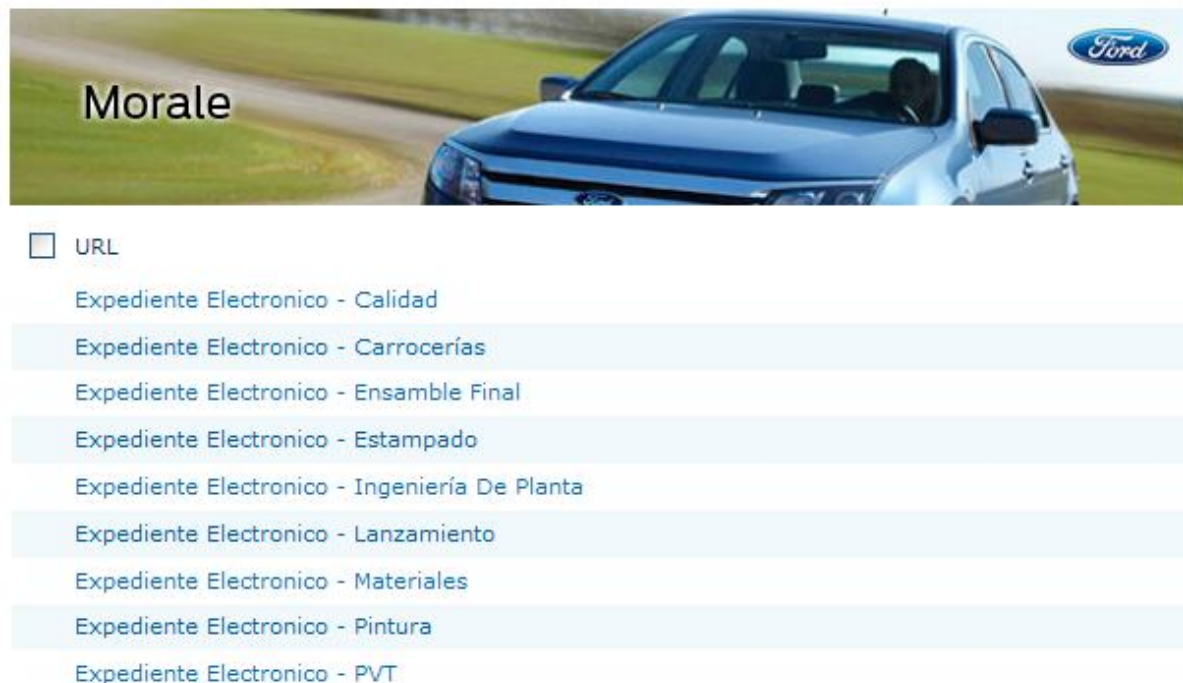 Ford
Morale
URL
Expediente Electronico - Calidad
Expediente Electronico - Carrocerías
Expediente Electronico - Ensamble Final
Expediente Electronico - Estampado
Expediente Electronico - Ingeniería De Planta
Expediente Electronico - Lanzamiento
Expediente Electronico - Materiales
Expediente Electronico - Pintura
Expediente Electronico - PVT